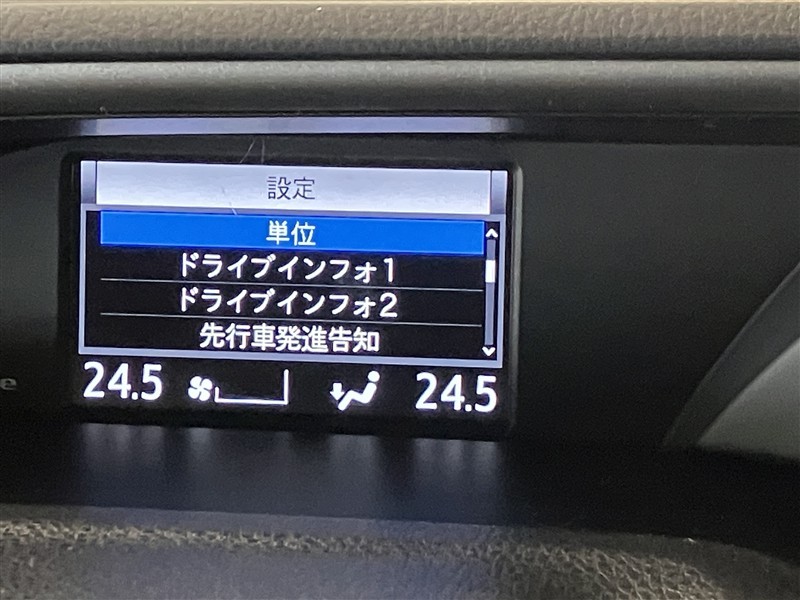 設定
単位
ドライブインフォ1
ドライブインフォ2
先行車発進告知
24.5 24.5
e